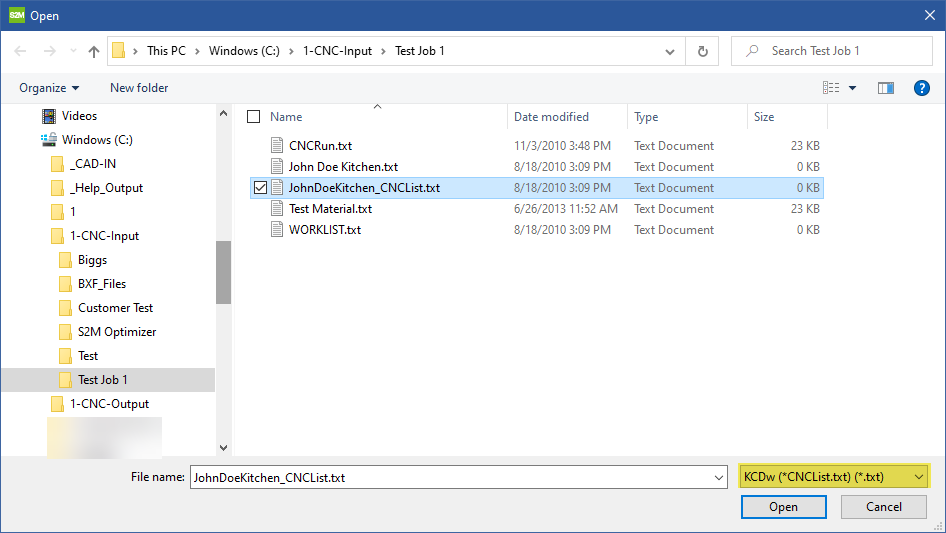 S2M Open
This PC Windows (C:) 1-CNC-Input Test Job 1 Search Test Job 1
Organize New folder ?
Videos
Windows (C:)
_CAD-IN
_Help_Output
1
1-CNC-Input
Biggs
BXF_Files
Customer Test
S2M Optimizer
Test
Test Job 1
1-CNC-Output
Name Date modified Type Size
CNCRun.txt 11/3/2010 3:48 PM Text Document 23 KB
John Doe Kitchen.txt 8/18/2010 3:09 PM Text Document 0 KB
JohnDoeKitchen_CNCList.txt 8/18/2010 3:09 PM Text Document 0 KB
Test Material.txt 6/26/2013 11:52 AM Text Document 23 KB
WORKLIST.txt 8/18/2010 3:09 PM Text Document 0 KB
File name: JohnDoeKitchen_CNCList.txt KCDw (*CNCList.txt) (*.txt)
Open Cancel